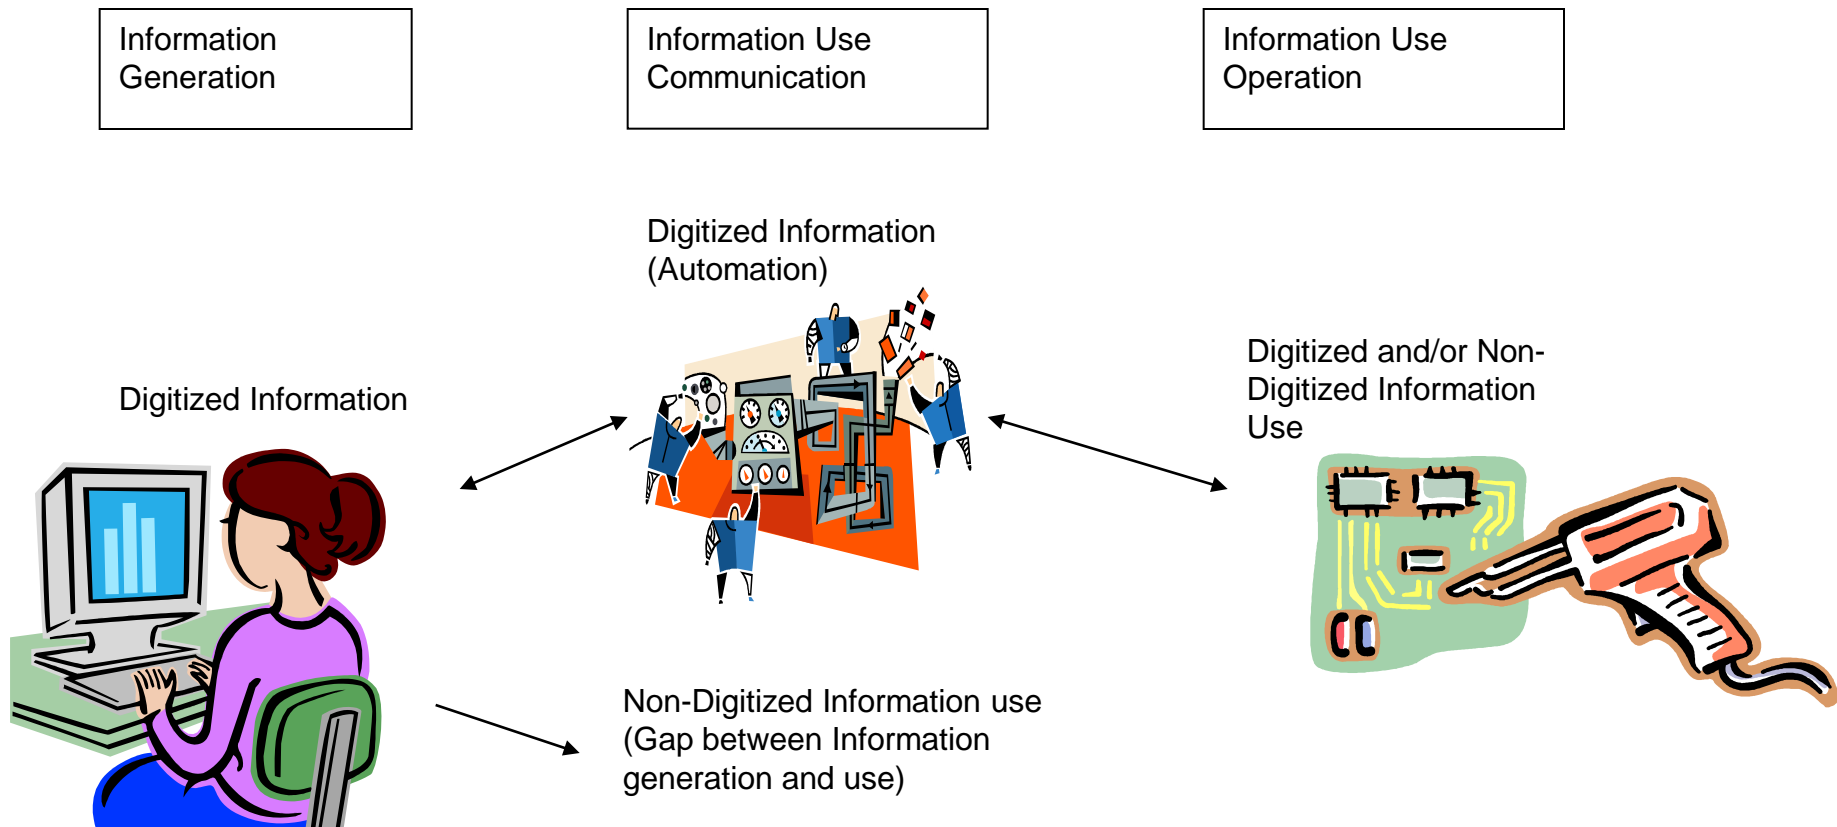 Information
Generation
Information Use
Communication
Information Use
Operation
Digitized Information
(Automation)
Digitized Information
Digitized and/or Non-
Digitized Information
Use
Non-Digitized Information use
(Gap between Information
generation and use)